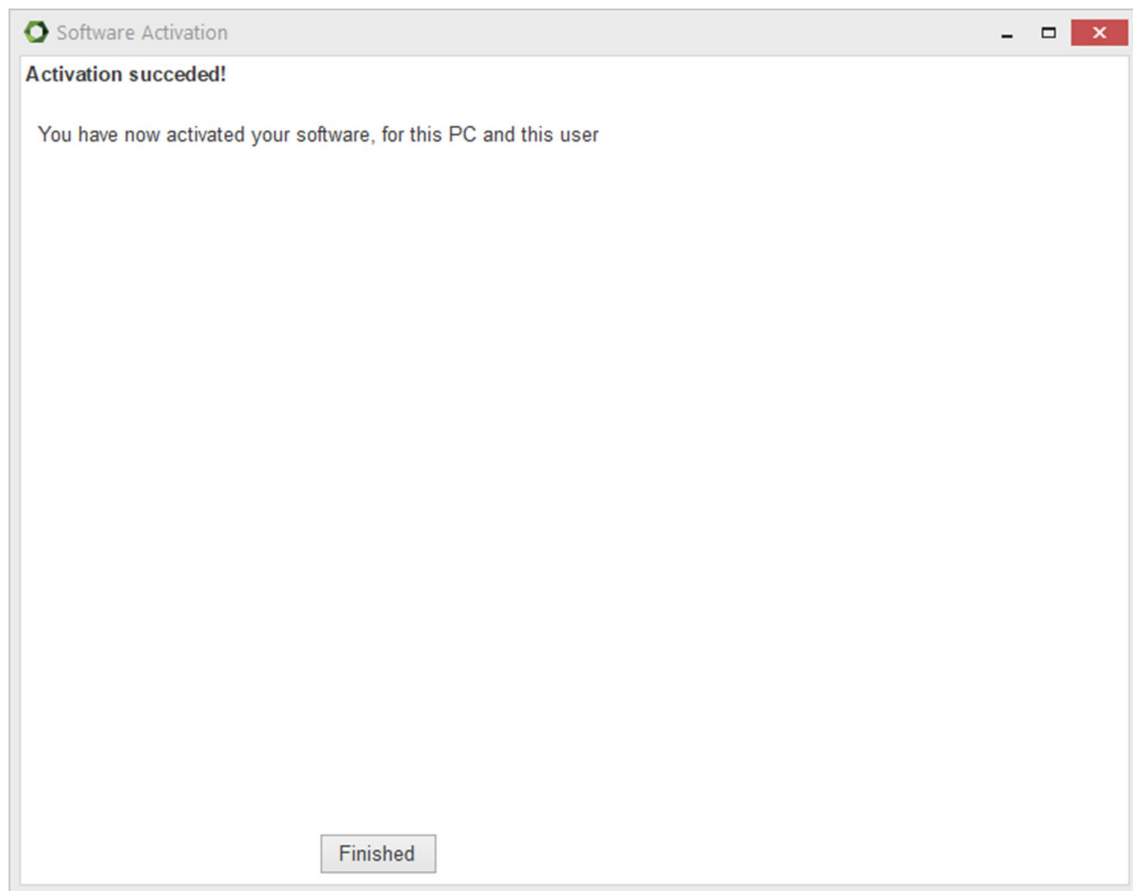 Software Activation
Activation succeded!
You have now activated your software, for this PC and this user
Finished